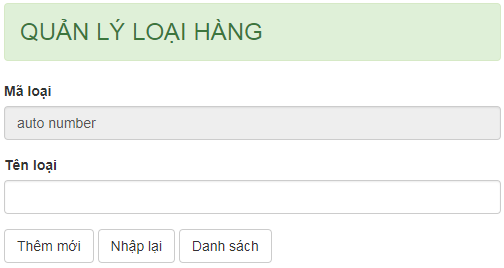 QUẢN LÝ LOẠI HÀNG
Mã loại
auto number
Tên loại
Thêm mới Nhập lại Danh sách